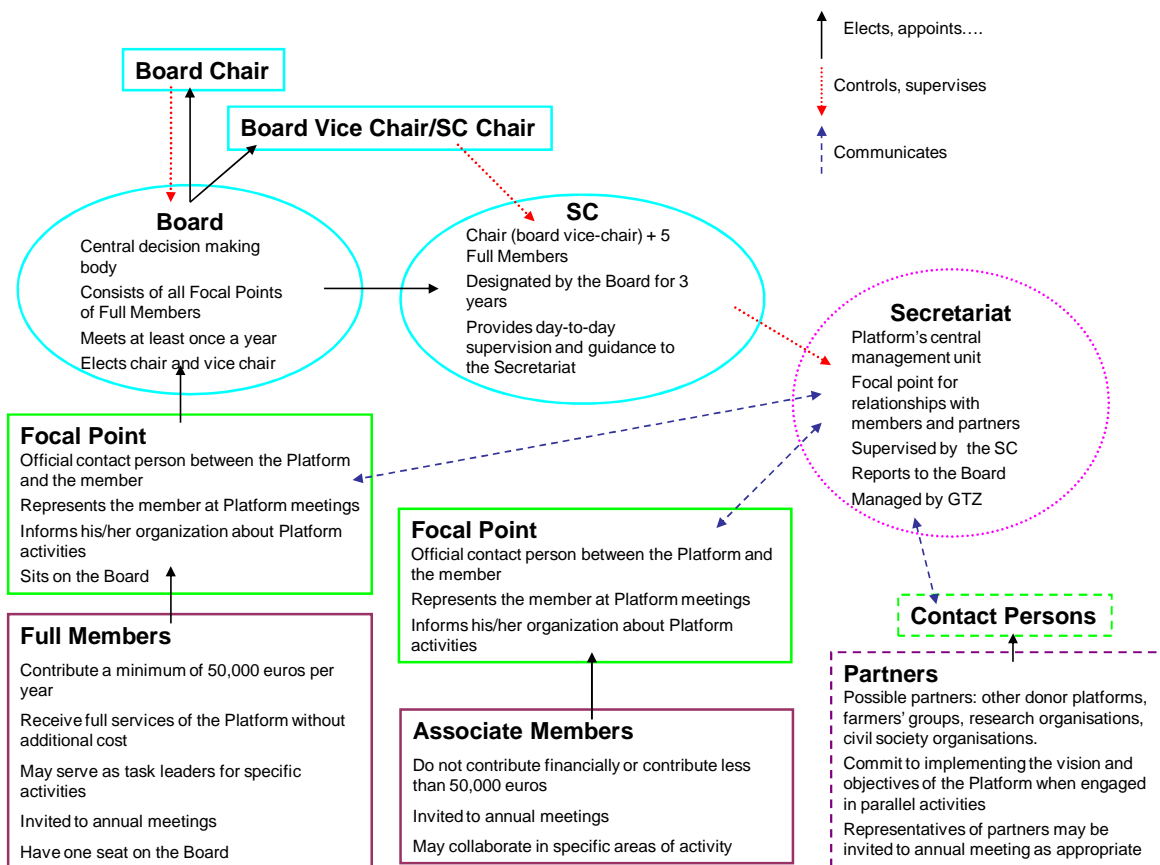 Elects, appoints….
Controls, supervises
Communicates
Board Chair
Board Vice Chair/SC Chair
Board
Central decision making
body
Consists of all Focal Points
of Full Members
Meets at least once a year
Elects chair and vice chair
SC
Chair (board vice-chair) + 5
Full Members
Designated by the Board for 3
years
Provides day-to-day
supervision and guidance to
the Secretariat
Secretariat
Platform's central
management unit
Focal point for
relationships with
members and partners
Supervised by  the SC
Reports to the Board
Managed by GTZ
Focal Point
Official contact person between the Platform
and the member
Represents the member at Platform meetings
Informs his/her organization about Platform
activities
Sits on the Board
Focal Point
Official contact person between the Platform and
the member
Represents the member at Platform meetings
Informs his/her organization about Platform
activities
Contact Persons
Full Members
Contribute a minimum of 50,000 euros per
year
Receive full services of the Platform without
additional cost
May serve as task leaders for specific
activities
Invited to annual meetings
Have one seat on the Board
Associate Members
Do not contribute financially or contribute less
than 50,000 euros
Invited to annual meetings
May collaborate in specific areas of activity
Partners
Possible partners: other donor platforms,
farmers' groups, research organisations,
civil society organisations.
Commit to implementing the vision and
objectives of the Platform when engaged
in parallel activities
Representatives of partners may be
invited to annual meeting as appropriate